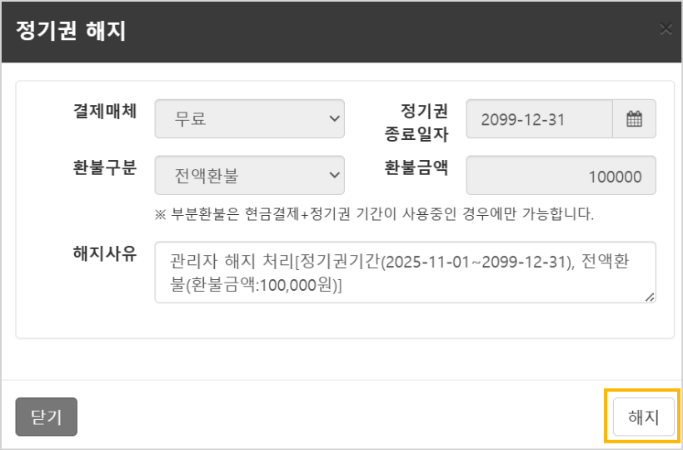 정기권 해지
×
결제매체 무료
정기권
종료일자 2099-12-31
환불구분 전액환불
환불금액 100000
※ 부분환불은 현금결제+정기권 기간이 사용중인 경우에만 가능합니다.
해지사유 관리자 해지 처리[정기권기간(2025-11-01~2099-12-31), 전액환
불(환불금액:100,000원)]
닫기
해지